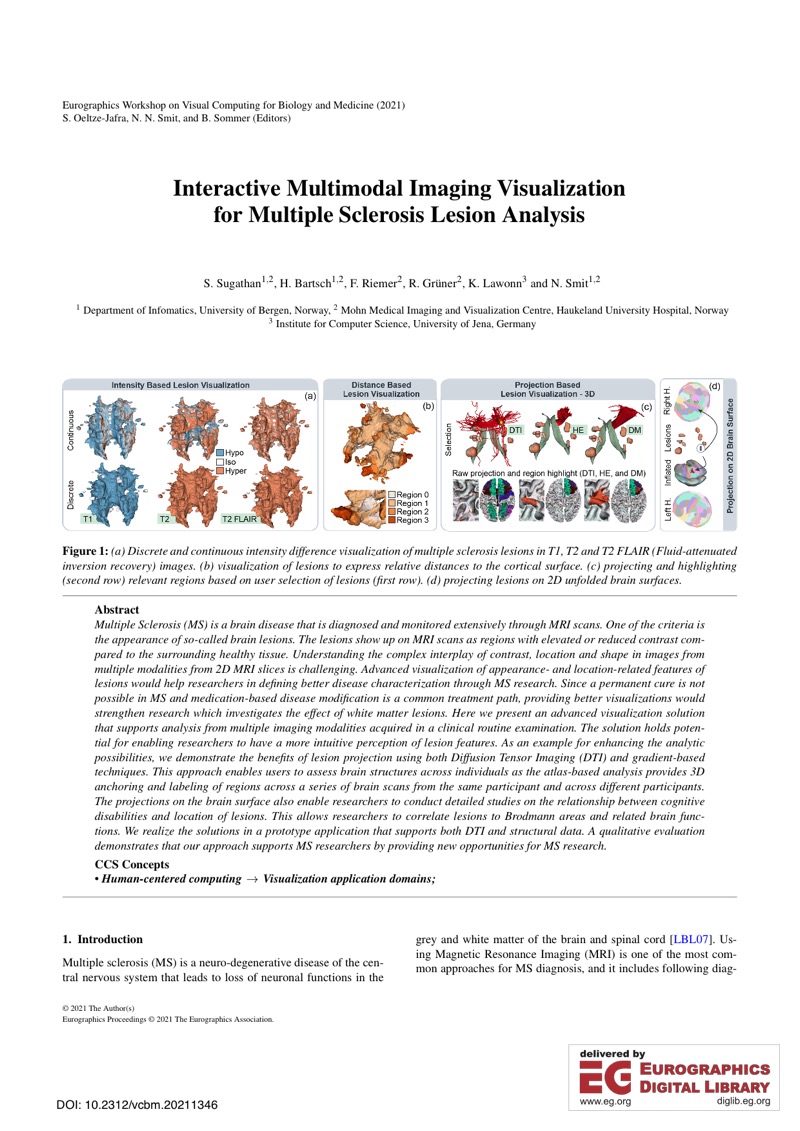 Eurographics Workshop on Visual Computing for Biology and Medicine (2021)
S. Oeltze-Jafra, N. N. Smit, and B. Sommer (Editors)
Interactive Multimodal Imaging Visualization
for Multiple Sclerosis Lesion Analysis
S. Sugathan1,2, H. Bartsch1,2, F. Riemer2, R. Grüner2, K. Lawonn3 and N. Smit1,2
1 Department of Infomatics, University of Bergen, Norway, 2 Mohn Medical Imaging and Visualization Centre, Haukeland University Hospital, Norway
3 Institute for Computer Science, University of Jena, Germany
Intensity Based Lesion Visualization
(a)
Continuous
Discrete
Hypo
Iso
Hyper
T1
T2
T2 FLAIR
Distance Based
Lesion Visualization
(b)
Region 0
Region 1
Region 2
Region 3
Projection Based
Lesion Visualization - 3D
(c)
Selection
DTI
HE
DM
Raw projection and region highlight (DTI, HE, and DM)
(d)
Right H.
Lesions
Inflated
Left H.
Projection on 2D Brain Surface
Figure 1: (a) Discrete and continuous intensity difference visualization of multiple sclerosis lesions in T1, T2 and T2 FLAIR (Fluid-attenuated
inversion recovery) images. (b) visualization of lesions to express relative distances to the cortical surface. (c) projecting and highlighting
(second row) relevant regions based on user selection of lesions (first row). (d) projecting lesions on 2D unfolded brain surfaces.
Abstract
Multiple Sclerosis (MS) is a brain disease that is diagnosed and monitored extensively through MRI scans. One of the criteria is
the appearance of so-called brain lesions. The lesions show up on MRI scans as regions with elevated or reduced contrast com-
pared to the surrounding healthy tissue. Understanding the complex interplay of contrast, location and shape in images from
multiple modalities from 2D MRI slices is challenging. Advanced visualization of appearance- and location-related features of
lesions would help researchers in defining better disease characterization through MS research. Since a permanent cure is not
possible in MS and medication-based disease modification is a common treatment path, providing better visualizations would
strengthen research which investigates the effect of white matter lesions. Here we present an advanced visualization solution
that supports analysis from multiple imaging modalities acquired in a clinical routine examination. The solution holds poten-
tial for enabling researchers to have a more intuitive perception of lesion features. As an example for enhancing the analytic
possibilities, we demonstrate the benefits of lesion projection using both Diffusion Tensor Imaging (DTI) and gradient-based
techniques. This approach enables users to assess brain structures across individuals as the atlas-based analysis provides 3D
anchoring and labeling of regions across a series of brain scans from the same participant and across different participants.
The projections on the brain surface also enable researchers to conduct detailed studies on the relationship between cognitive
disabilities and location of lesions. This allows researchers to correlate lesions to Brodmann areas and related brain func-
tions. We realize the solutions in a prototype application that supports both DTI and structural data. A qualitative evaluation
demonstrates that our approach supports MS researchers by providing new opportunities for MS research.
CCS Concepts
• Human-centered computing → Visualization application domains;
1. Introduction
Multiple sclerosis (MS) is a neuro-degenerative disease of the cen-
tral nervous system that leads to loss of neuronal functions in the
grey and white matter of the brain and spinal cord [LBL07]. Us-
ing Magnetic Resonance Imaging (MRI) is one of the most com-
mon approaches for MS diagnosis, and it includes following diag-
© 2021 The Author(s)
Eurographics Proceedings © 2021 The Eurographics Association.
DOI: 10.2312/vcbm.20211346
delivered by
EG
EUROGRAPHICS
DIGITAL LIBRARY
www.eg.org
diglib.eg.org